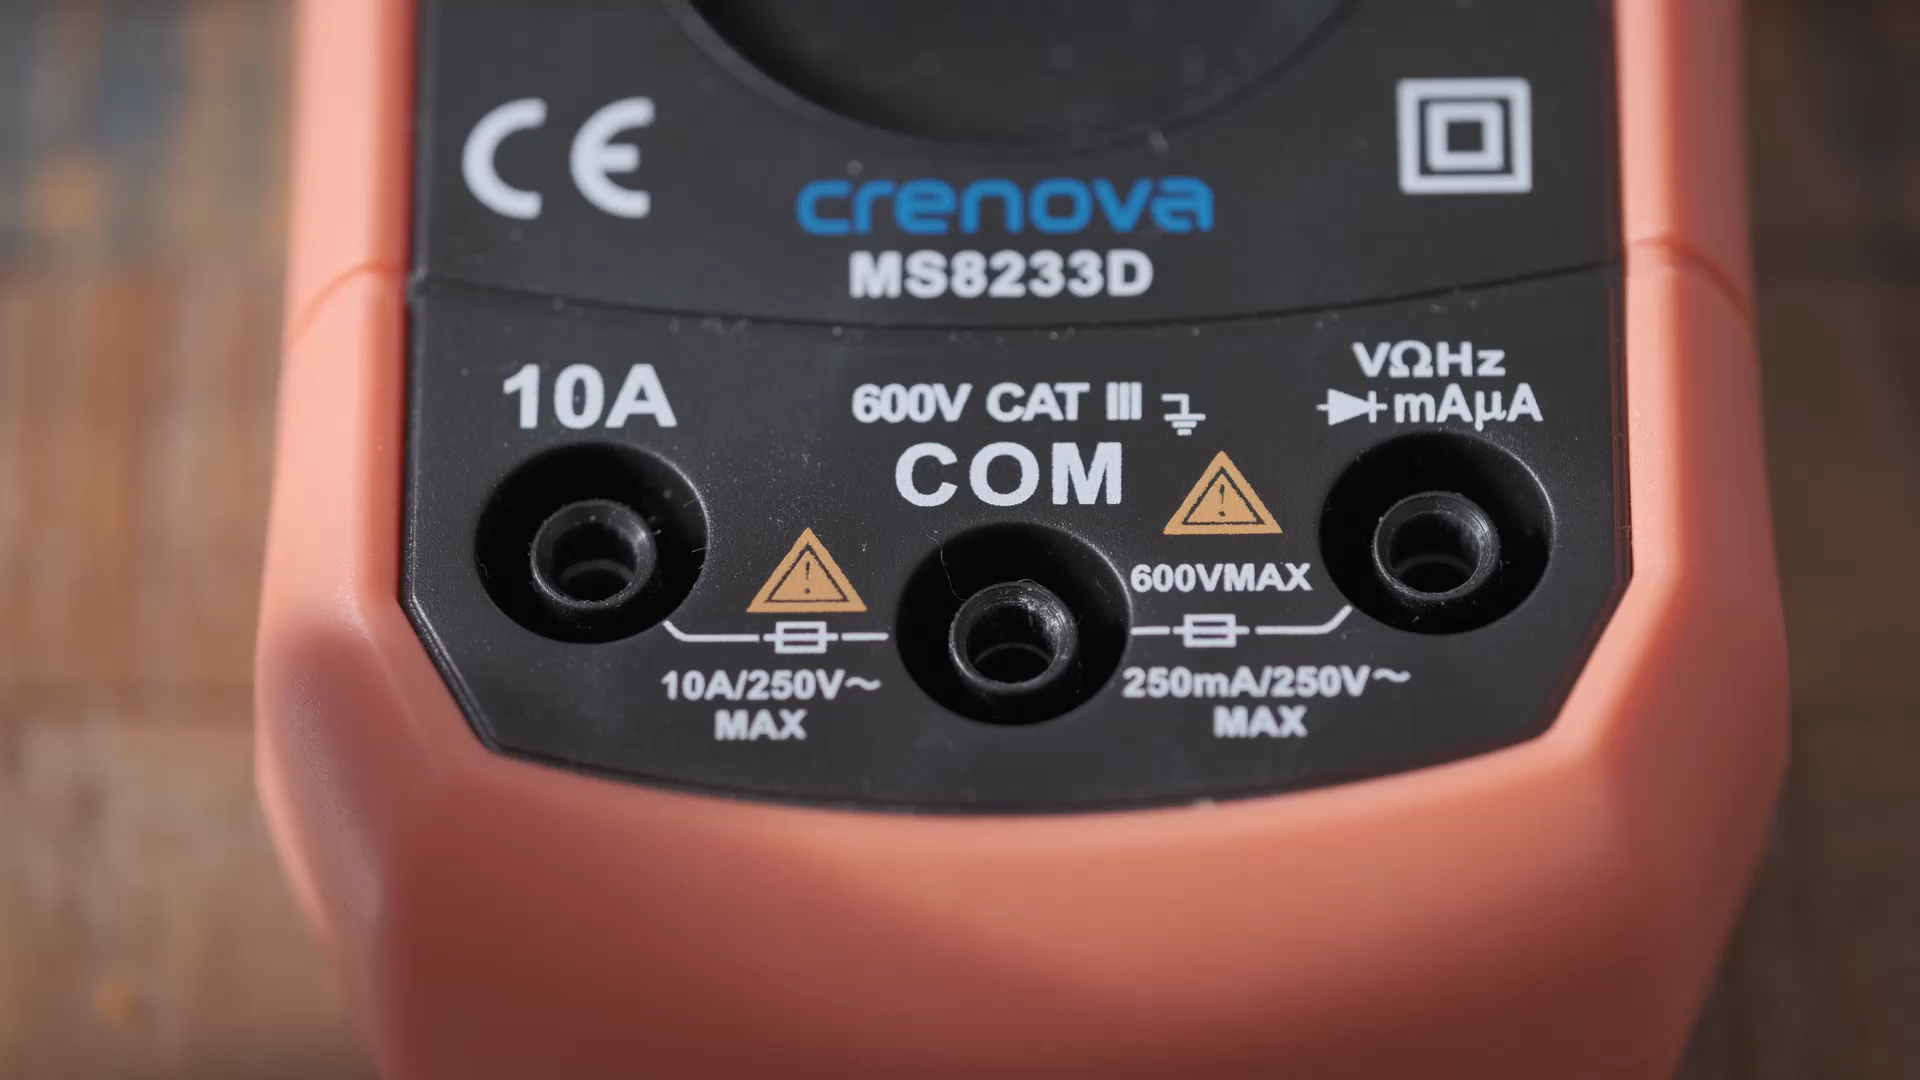 CE
crenova
MS8233D
10A
600V CAT III
COM
VΩHz
mAµA
600VMAX
10A/250V~
MAX
250mA/250V~
MAX